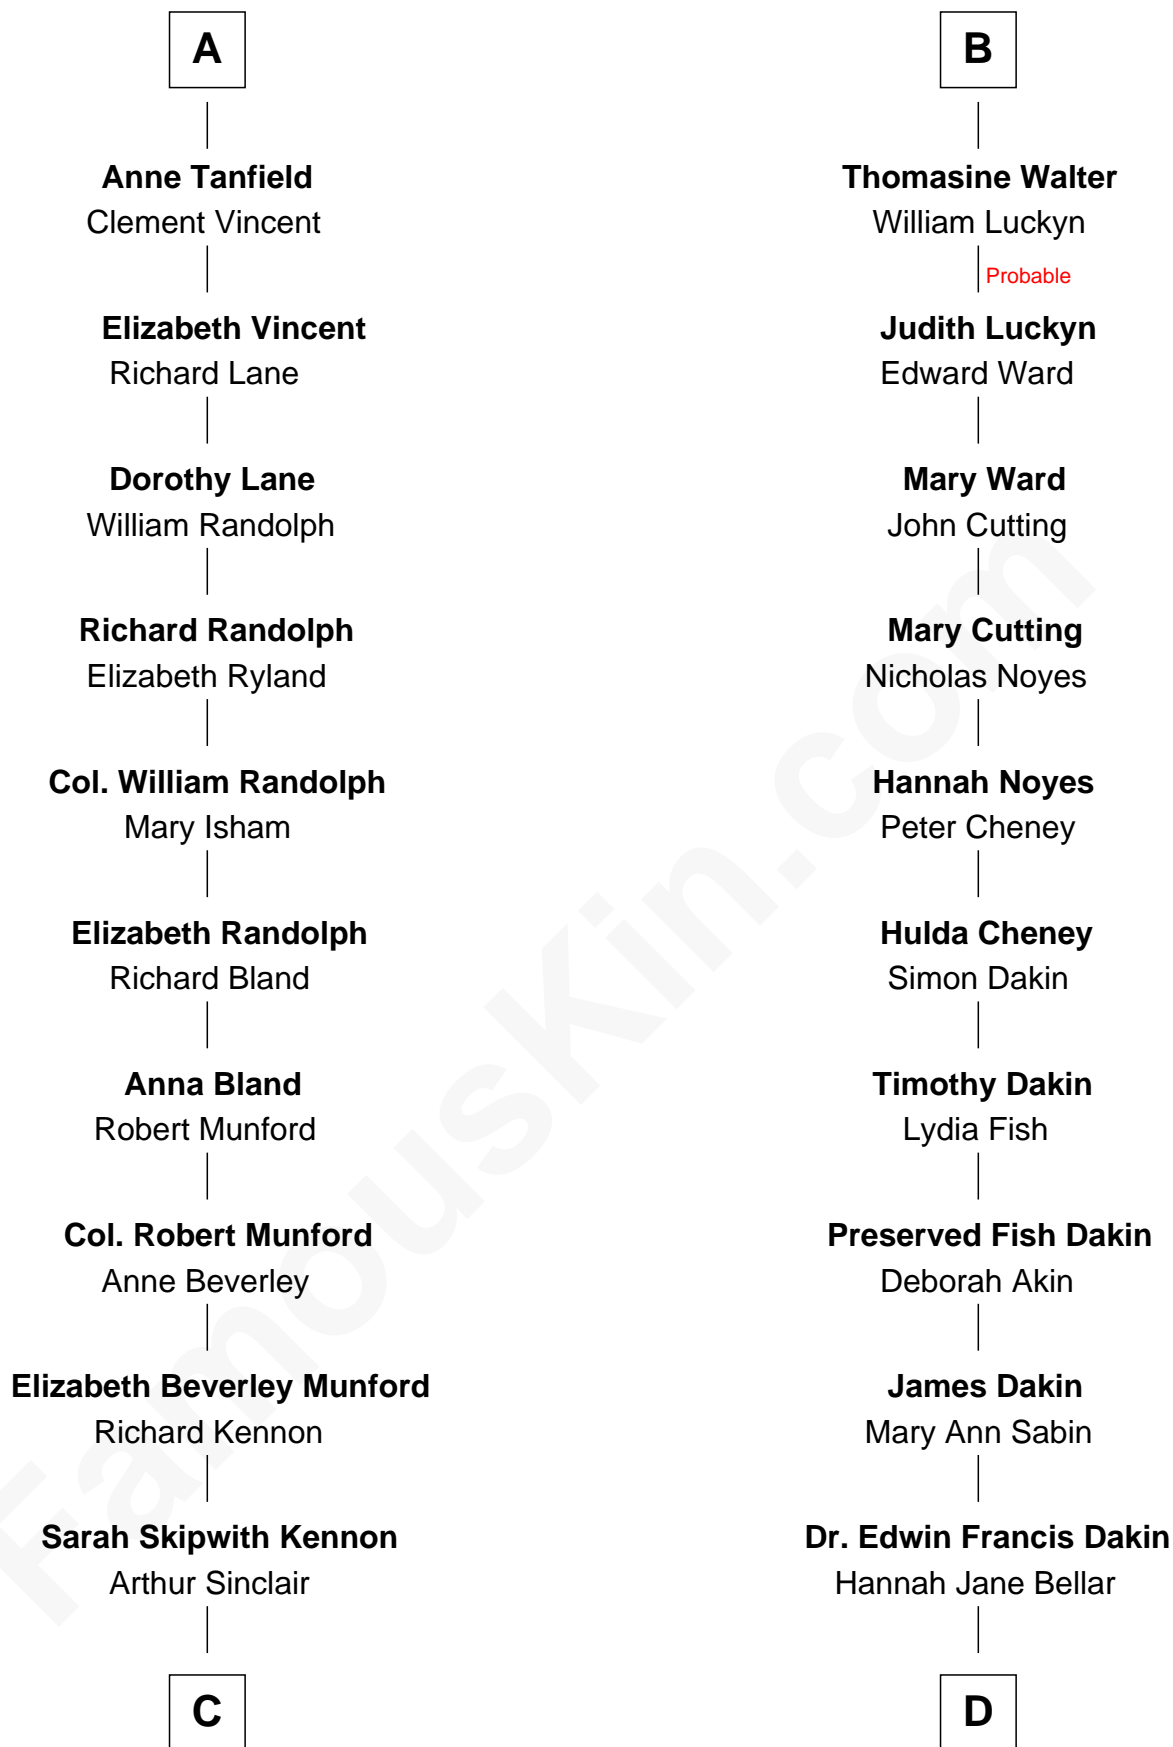 A
Anne Tanfield
Clement Vincent
Elizabeth Vincent
Richard Lane
Dorothy Lane
William Randolph
Richard Randolph
Elizabeth Ryland
Col. William Randolph
Mary Isham
Elizabeth Randolph
Richard Bland
Anna Bland
Robert Munford
Col. Robert Munford
Anne Beverley
Elizabeth Beverley Munford
Richard Kennon
Sarah Skipwith Kennon
Arthur Sinclair
C
B
Thomasine Walter
William Luckyn
Probable
Judith Luckyn
Edward Ward
Mary Ward
John Cutting
Mary Cutting
Nicholas Noyes
Hannah Noyes
Peter Cheney
Hulda Cheney
Simon Dakin
Timothy Dakin
Lydia Fish
Preserved Fish Dakin
Deborah Akin
James Dakin
Mary Ann Sabin
Dr. Edwin Francis Dakin
Hannah Jane Bellar
D
FamousKin.com